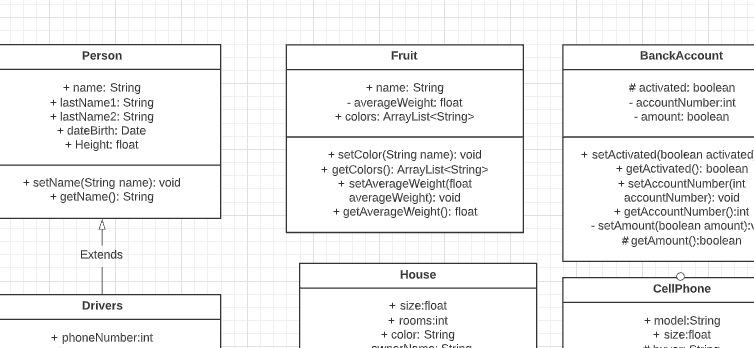 Person
+ name: String
+ lastName1: String
+ lastName2: String
+ dateBirth: Date
+ Height: float
+ setName(String name): void
+ getName(): String
Extends
Drivers
+ phoneNumber:int
Fruit
+ name: String
- averageWeight: float
+ colors: ArrayList<String>
+ setColor(String name): void
+ getColors(): ArrayList<String>
+ setAverageWeight(float
averageWeight): void
+ getAverageWeight(): float
House
+ size:float
+ rooms:int
+ color: String
ownerName: String
BanckAccount
# activated: boolean
- accountNumber:int
- amount: boolean
+ setActivated(boolean activated
+ getActivated(): boolean
+ setAccountNumber(int
accountNumber): void
+ getAccountNumber():int
- setAmount(boolean amount):v
# getAmount():boolean
CellPhone
+ model:String
+ size:float
# buyer: String